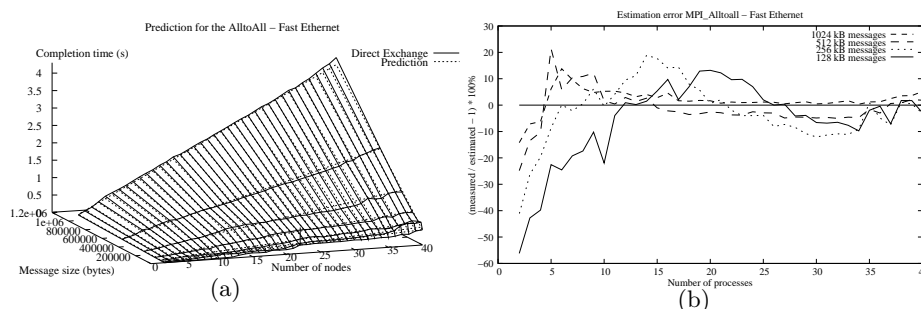 Prediction for the AlltoAll – Fast Ethernet
Completion time (s)
Direct Exchange
Prediction
4
3.5
3
2.5
2
1.5
1
0.5
0
1.2e+06
1e+06
800000
600000
400000
200000
Message size (bytes)
0
5
10
15
20
25
30
35
40
Number of nodes
(a)
Estimation error MPI_Alltoall – Fast Ethernet
1024 kB messages
512 kB messages
256 kB messages
128 kB messages
(measured / estimated – 1) * 100%
30
20
10
0
−10
−20
−30
−40
−50
−60
0
5
10
15
20
25
30
35
Number of processes
(b)